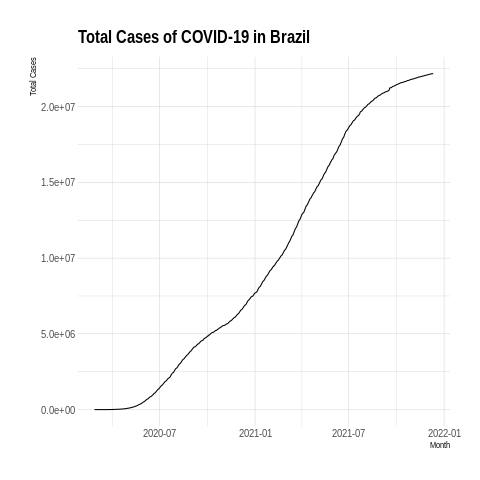 Total Cases of COVID-19 in Brazil
Total Cases
2.0e+07
1.5e+07
1.0e+07
5.0e+06
0.0e+00
2020-07 2021-01 2021-07 2022-01
Month